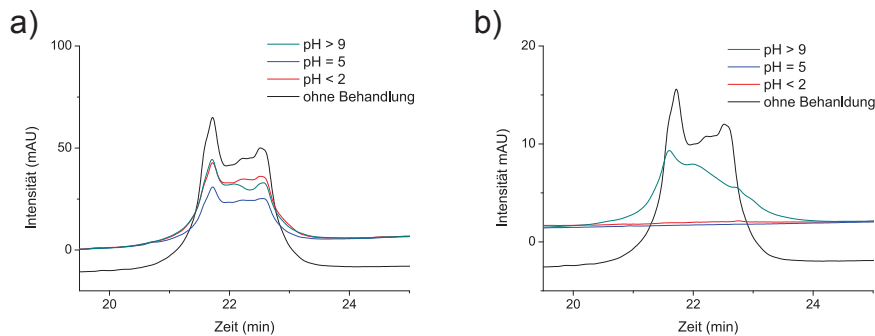 a)
100
50
0
Intensität (mAU)
pH > 9
pH = 5
pH < 2
ohne Behandlung
20
22
24
Zeit (min)
b)
20
10
0
Intensität mAU)
pH > 9
pH = 5
pH < 2
ohne Behanldung
20
22
24
Zeit (min)